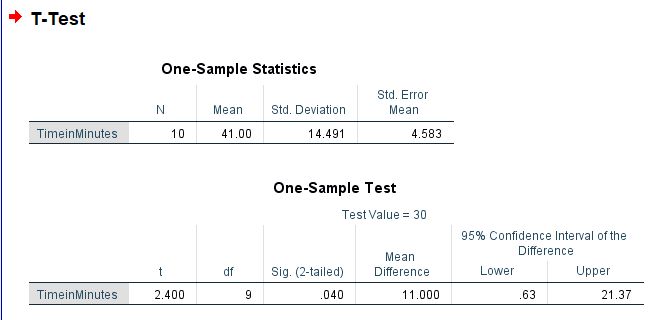 T-Test
One-Sample Statistics
N Mean Std. Deviation Std. Error Mean
TimeinMinutes 10 41.00 14.491 4.583
One-Sample Test
Test Value = 30
t df Sig. (2-tailed) Mean Difference 95% Confidence Interval of the Difference
Lower Upper
TimeinMinutes 2.400 9 .040 11.000 .63 21.37